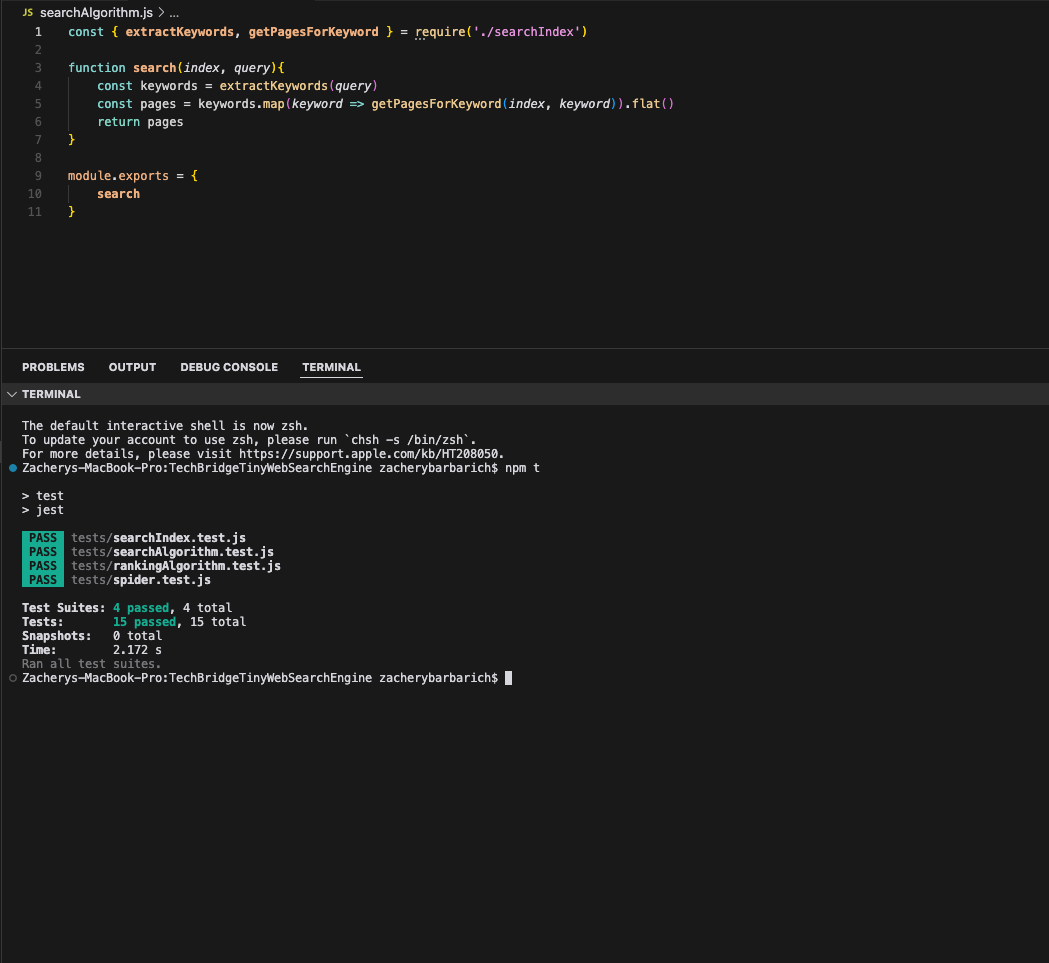 JS searchAlgorithm.js > ...
1 const { extractKeywords, getPagesForKeyword } = require('./searchIndex')
2
3 function search(index, query){
4     const keywords = extractKeywords(query)
5     const pages = keywords.map(keyword => getPagesForKeyword(index, keyword)).flat()
6     return pages
7 }
8
9 module.exports = {
10     search
11 }
PROBLEMS OUTPUT DEBUG CONSOLE TERMINAL
TERMINAL
The default interactive shell is now zsh.
To update your account to use zsh, please run `chsh -s /bin/zsh`.
For more details, please visit https://support.apple.com/kb/HT208050.
Zacherys-MacBook-Pro:TechBridgeTinyWebSearchEngine zacherybarbarich$ npm t
> test
> jest
PASS tests/searchIndex.test.js
PASS tests/searchAlgorithm.test.js
PASS tests/rankingAlgorithm.test.js
PASS tests/spider.test.js
Test Suites: 4 passed, 4 total
Tests:       15 passed, 15 total
Snapshots:   0 total
Time:        2.172 s
Ran all test suites.
Zacherys-MacBook-Pro:TechBridgeTinyWebSearchEngine zacherybarbarich$